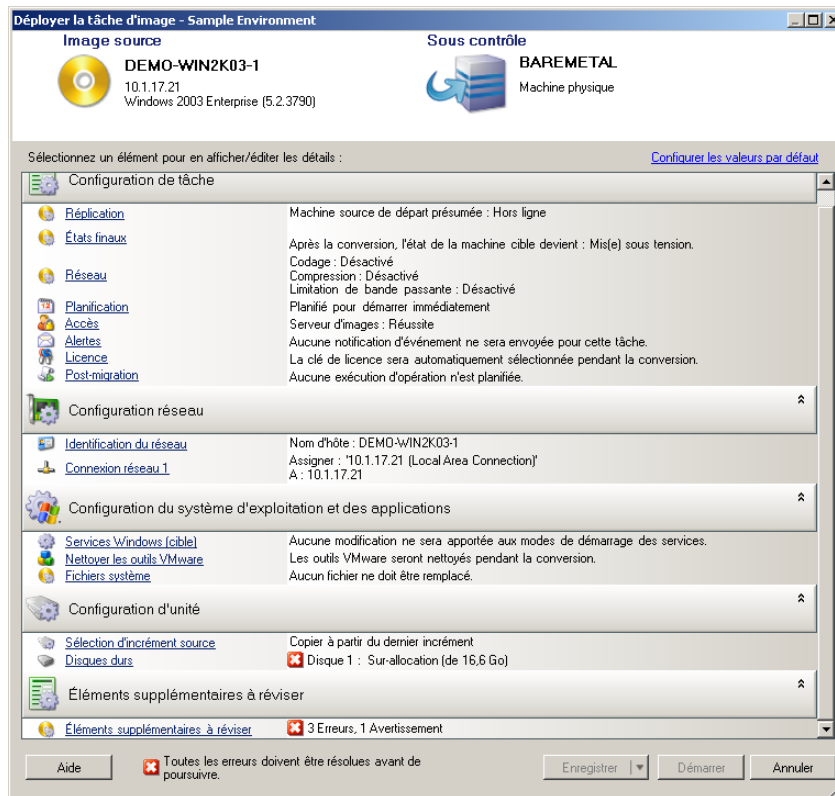 Déployer la tâche d'image - Sample Environment
Image source
DEMO-WIN2K03-1
10.1.17.21
Windows 2003 Enterprise (5.2.3790)
Sous contrôle
BAREMETAL
Machine physique
Sélectionnez un élément pour en afficher/éditer les détails :
Configurer les valeurs par défaut
Configuration de tâche
Réplication
Machine source de départ présumée : Hors ligne
États finaux
Après la conversion, l'état de la machine cible devient : Mis(e) sous tension.
Réseau
Codage : Désactivé
Compression : Désactivé
Limitation de bande passante : Désactivé
Planification
Planifié pour démarrer immédiatement
Accès
Serveur d'images : Réussite
Alertes
Aucune notification d'événement ne sera envoyée pour cette tâche.
Licence
La clé de licence sera automatiquement sélectionnée pendant la conversion.
Post-migration
Aucune exécution d'opération n'est planifiée.
Configuration réseau
Identification du réseau
Nom d'hôte : DEMO-WIN2K03-1
Connexion réseau 1
Assigner : '10.1.17.21 (Local Area Connection)'
A : 10.1.17.21
Configuration du système d'exploitation et des applications
Services Windows (cible)
Aucune modification ne sera apportée aux modes de démarrage des services.
Nettoyer les outils VMware
Les outils VMware seront nettoyés pendant la conversion.
Fichiers système
Aucun fichier ne doit être remplacé.
Configuration d'unité
Sélection d'incrément source
Copier à partir du dernier incrément
Disques durs
Disque 1 : Sur-allocation (de 16,6 Go)
Éléments supplémentaires à réviser
Éléments supplémentaires à réviser
3 Erreurs, 1 Avertissement
Aide
Toutes les erreurs doivent être résolues avant de
poursuivre.
Enregistrer
Démarrer
Annuler